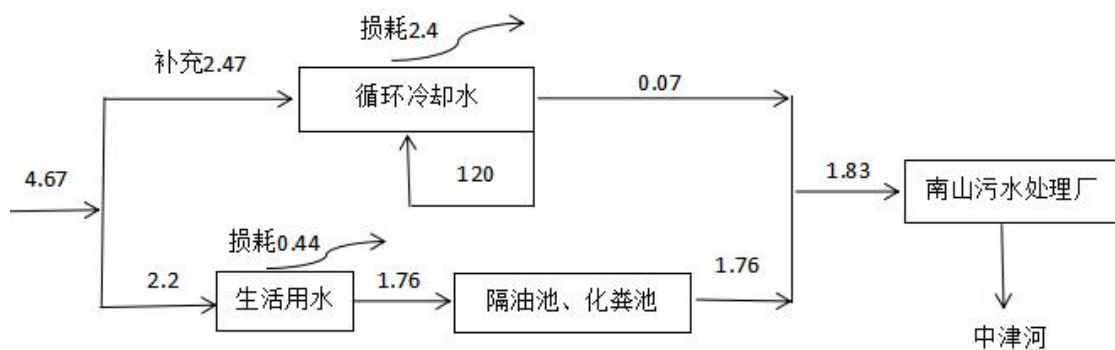 损耗2.4
补充2.47
循环冷却水
0.07
120
4.67
1.83
南山污水处理厂
损耗0.44
2.2
生活用水
1.76
隔油池、化粪池
1.76
中津河